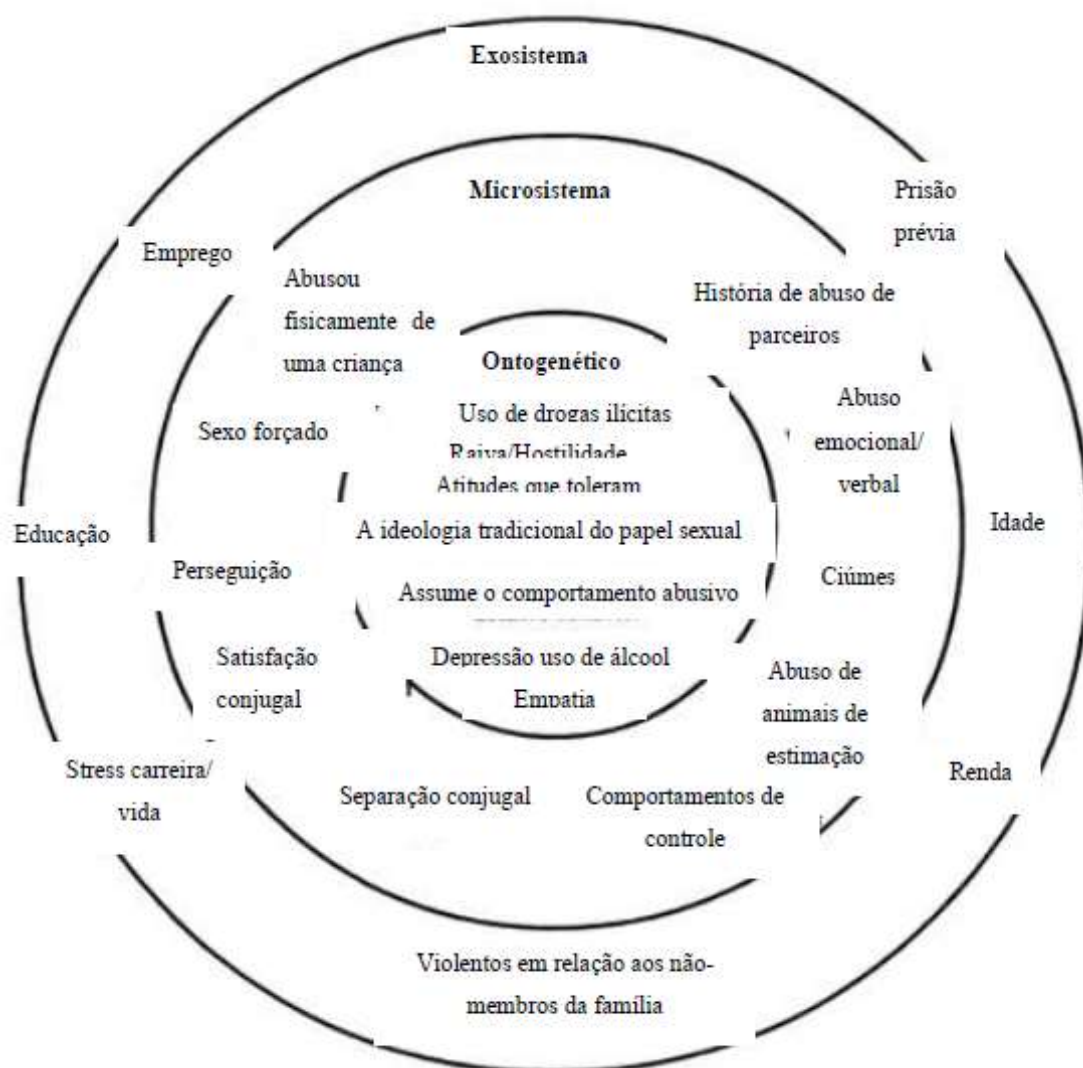 Exosistema
Microsistema
Prisão
prévia
Emprego
Abusou
fisicamente de
uma criança
História de abuso de
parceiros
Ontogenético
Uso de drogas ilícitas
Raiva/Hostilidade
Atitudes que toleram
A ideologia tradicional do papel sexual
Assume o comportamento abusivo
Depressão uso de álcool
Empatia
Sexo forçado
Abuso
emocional/
verbal
Educação
Idade
Perseguição
Ciúmes
Satisfação
conjugal
Abuso de
animais de
estimação
Stress carreira/
vida
Renda
Separação conjugal
Comportamentos de
controle
Violentos em relação aos não-
membros da família